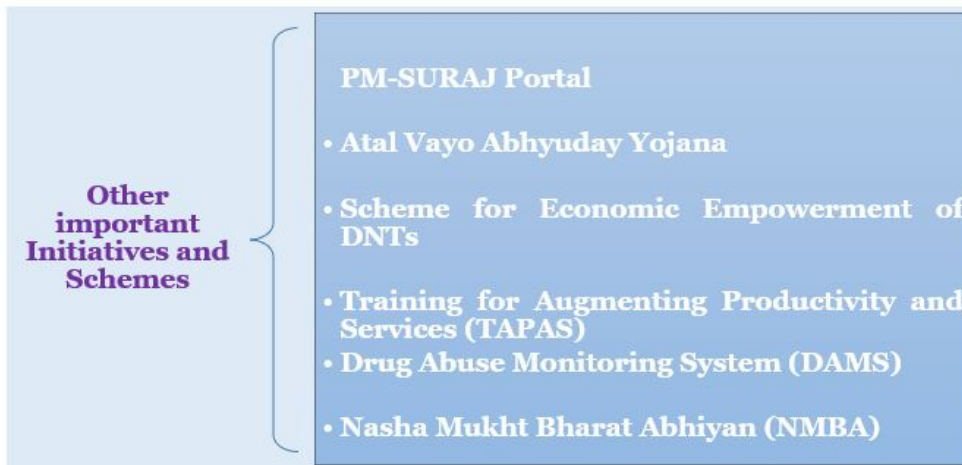 Other
important
Initiatives and
Schemes
PM-SURAJ Portal
• Atal Vayo Abhyuday Yojana
• Scheme for Economic Empowerment of
DNTs
• Training for Augmenting Productivity and
Services (TAPAS)
• Drug Abuse Monitoring System (DAMS)
• Nasha Mukht Bharat Abhiyan (NMBA)